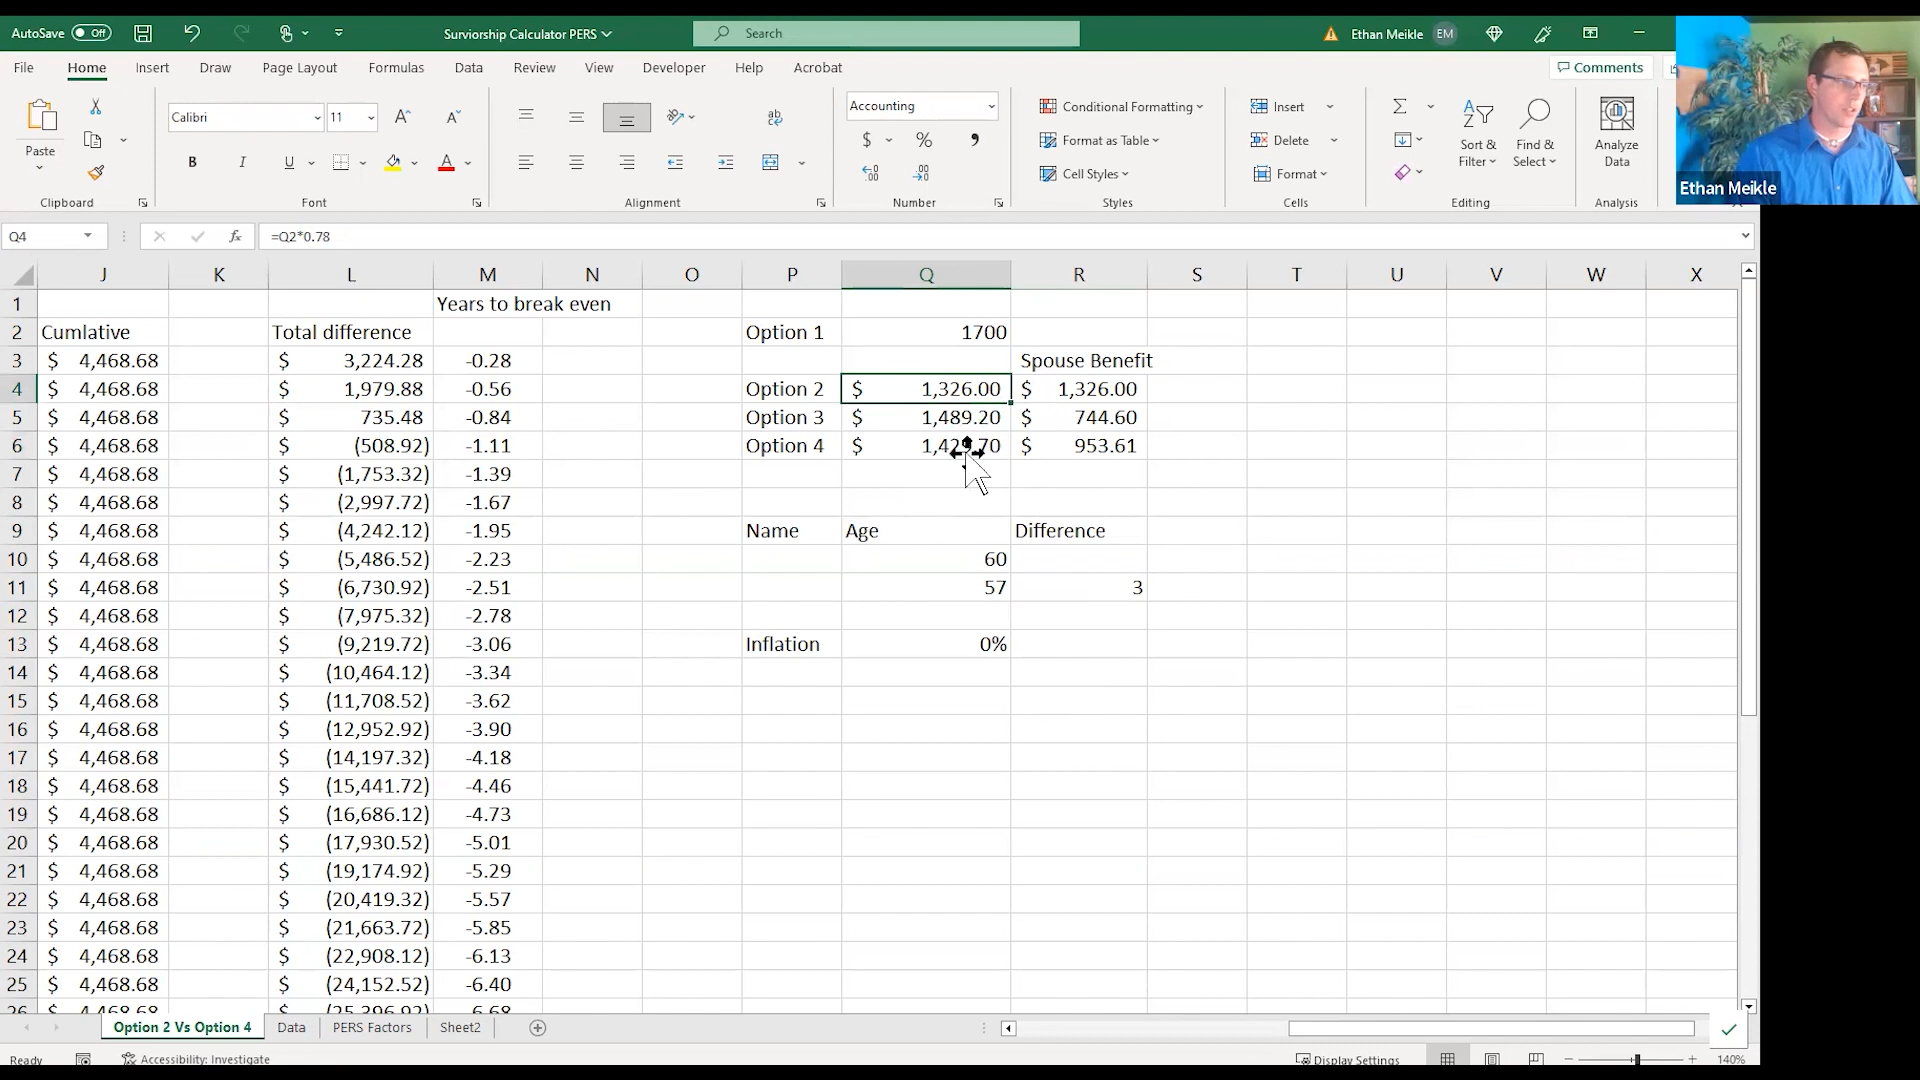 AutoSave Off Surviorship Calculator PERS Search Ethan Meikle EM
File Home Insert Draw Page Layout Formulas Data Review View Developer Help Acrobat Comments
Paste Calibri 11 Accounting Conditional Formatting Insert Sort & Find & Analyze
B I U $ % Format as Table Delete Filter Select Data
Cell Styles Format
Clipboard Font Alignment Number Styles Cells Editing Analysis
Ethan Meikle
Q4 fx =Q2*0.78
J K L M N O P Q R S T U V W X
1 Years to break even
2 Cumlative Total difference Option 1 1700
3 $ 4,468.68 $ 3,224.28 -0.28 Spouse Benefit
4 $ 4,468.68 $ 1,979.88 -0.56 Option 2 $ 1,326.00 $ 1,326.00
5 $ 4,468.68 $ 735.48 -0.84 Option 3 $ 1,489.20 $ 744.60
6 $ 4,468.68 $ (508.92) -1.11 Option 4 $ $ 953.61
7 $ 4,468.68 $ (1,753.32) -1.39
8 $ 4,468.68 $ (2,997.72) -1.67
9 $ 4,468.68 $ (4,242.12) -1.95 Name Age Difference
10 $ 4,468.68 $ (5,486.52) -2.23 60
11 $ 4,468.68 $ (6,730.92) -2.51 57 3
12 $ 4,468.68 $ (7,975.32) -2.78
13 $ 4,468.68 $ (9,219.72) -3.06 Inflation 0%
14 $ 4,468.68 $ (10,464.12) -3.34
15 $ 4,468.68 $ (11,708.52) -3.62
16 $ 4,468.68 $ (12,952.92) -3.90
17 $ 4,468.68 $ (14,197.32) -4.18
18 $ 4,468.68 $ (15,441.72) -4.46
19 $ 4,468.68 $ (16,686.12) -4.73
20 $ 4,468.68 $ (17,930.52) -5.01
21 $ 4,468.68 $ (19,174.92) -5.29
22 $ 4,468.68 $ (20,419.32) -5.57
23 $ 4,468.68 $ (21,663.72) -5.85
24 $ 4,468.68 $ (22,908.12) -6.13
25 $ 4,468.68 $ (24,152.52) -6.40
Option 2 Vs Option 4 Data PERS Factors Sheet2
Ready Accessibility: Investigate Display Settings 140%